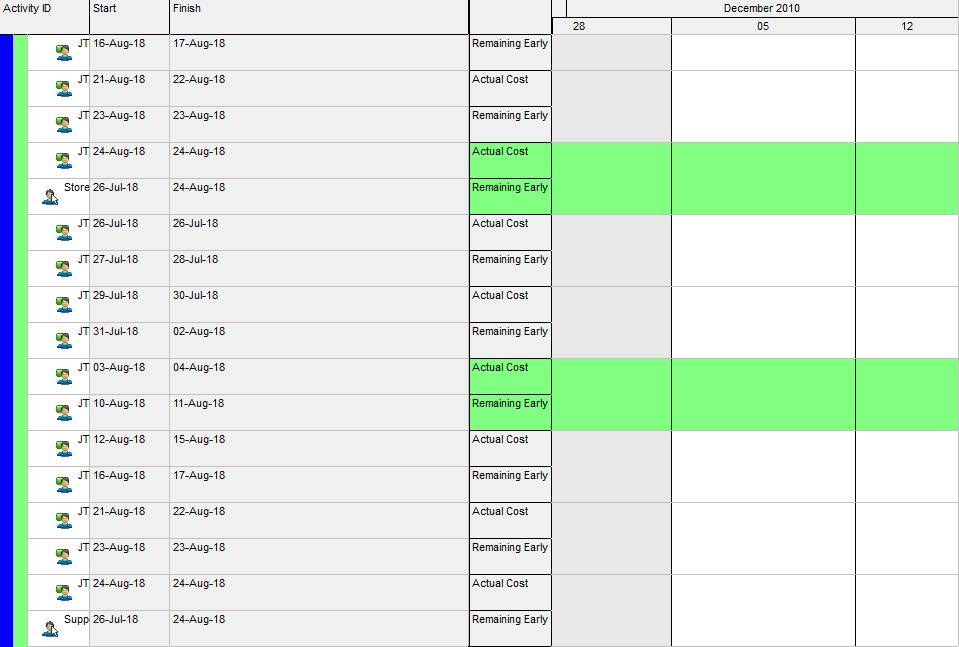 Activity ID Start Finish December 2010
28 05 12
JT 16-Aug-18 17-Aug-18 Remaining Early
JT 21-Aug-18 22-Aug-18 Actual Cost
JT 23-Aug-18 23-Aug-18 Remaining Early
JT 24-Aug-18 24-Aug-18 Actual Cost
Store 26-Jul-18 24-Aug-18 Remaining Early
JT 26-Jul-18 26-Jul-18 Actual Cost
JT 27-Jul-18 28-Jul-18 Remaining Early
JT 29-Jul-18 30-Jul-18 Actual Cost
JT 31-Jul-18 02-Aug-18 Remaining Early
JT 03-Aug-18 04-Aug-18 Actual Cost
JT 10-Aug-18 11-Aug-18 Remaining Early
JT 12-Aug-18 15-Aug-18 Actual Cost
JT 16-Aug-18 17-Aug-18 Remaining Early
JT 21-Aug-18 22-Aug-18 Actual Cost
JT 23-Aug-18 23-Aug-18 Remaining Early
JT 24-Aug-18 24-Aug-18 Actual Cost
Supp 26-Jul-18 24-Aug-18 Remaining Early